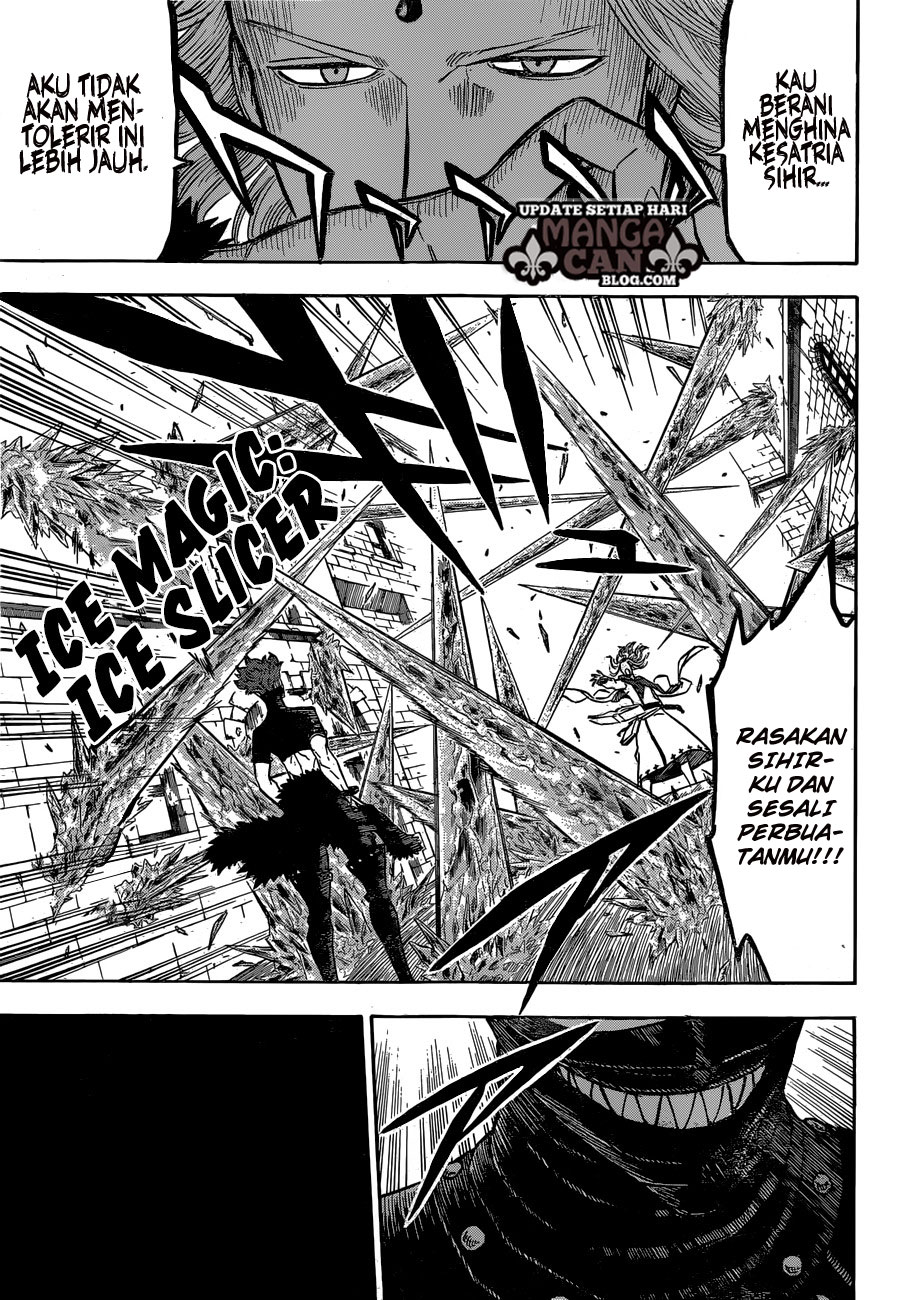 KAU
BERANI
MENGHINA
KESATRIA
SIHIR...
AKU TIDAK
AKAN MEN-
TOLERIR INI
LEBIH JAUH.
UPDATE SETIAP HARI
MANGA
CAN
BLOG.COM
ICE MAGIC:
ICE SLICER
RASAKAN
SIHIR-
KU DAN
SESALI
PERBUA-
TANMU!!!